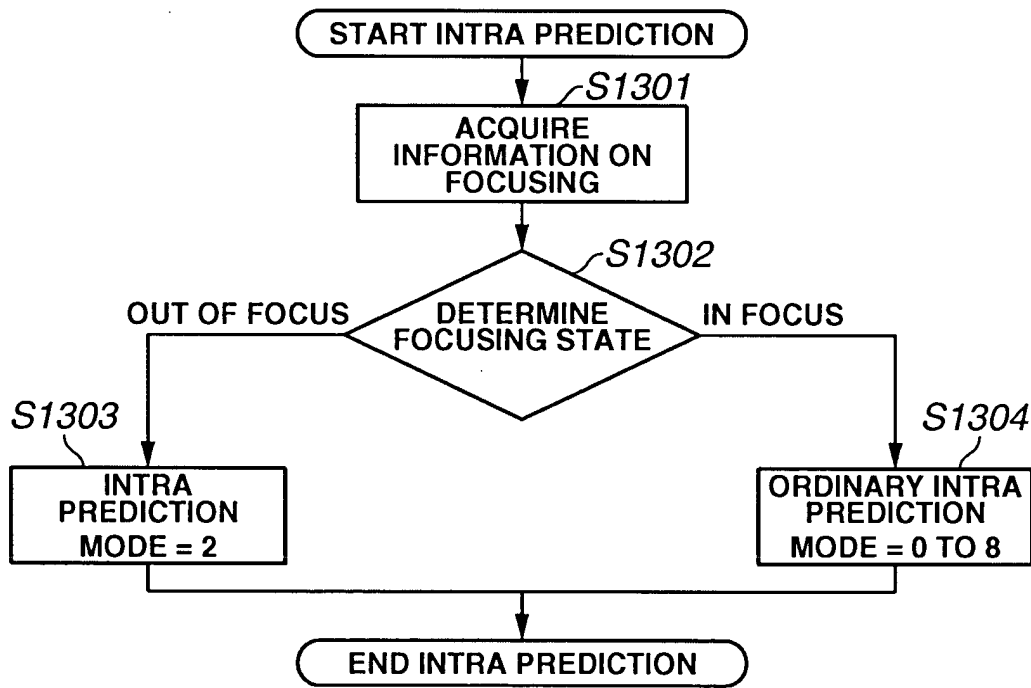 START INTRA PREDICTION
S1301
ACQUIRE
INFORMATION ON
FOCUSING
S1302
DETERMINE
FOCUSING STATE
OUT OF FOCUS
IN FOCUS
S1303
INTRA
PREDICTION
MODE = 2
S1304
ORDINARY INTRA
PREDICTION
MODE = 0 TO 8
END INTRA PREDICTION